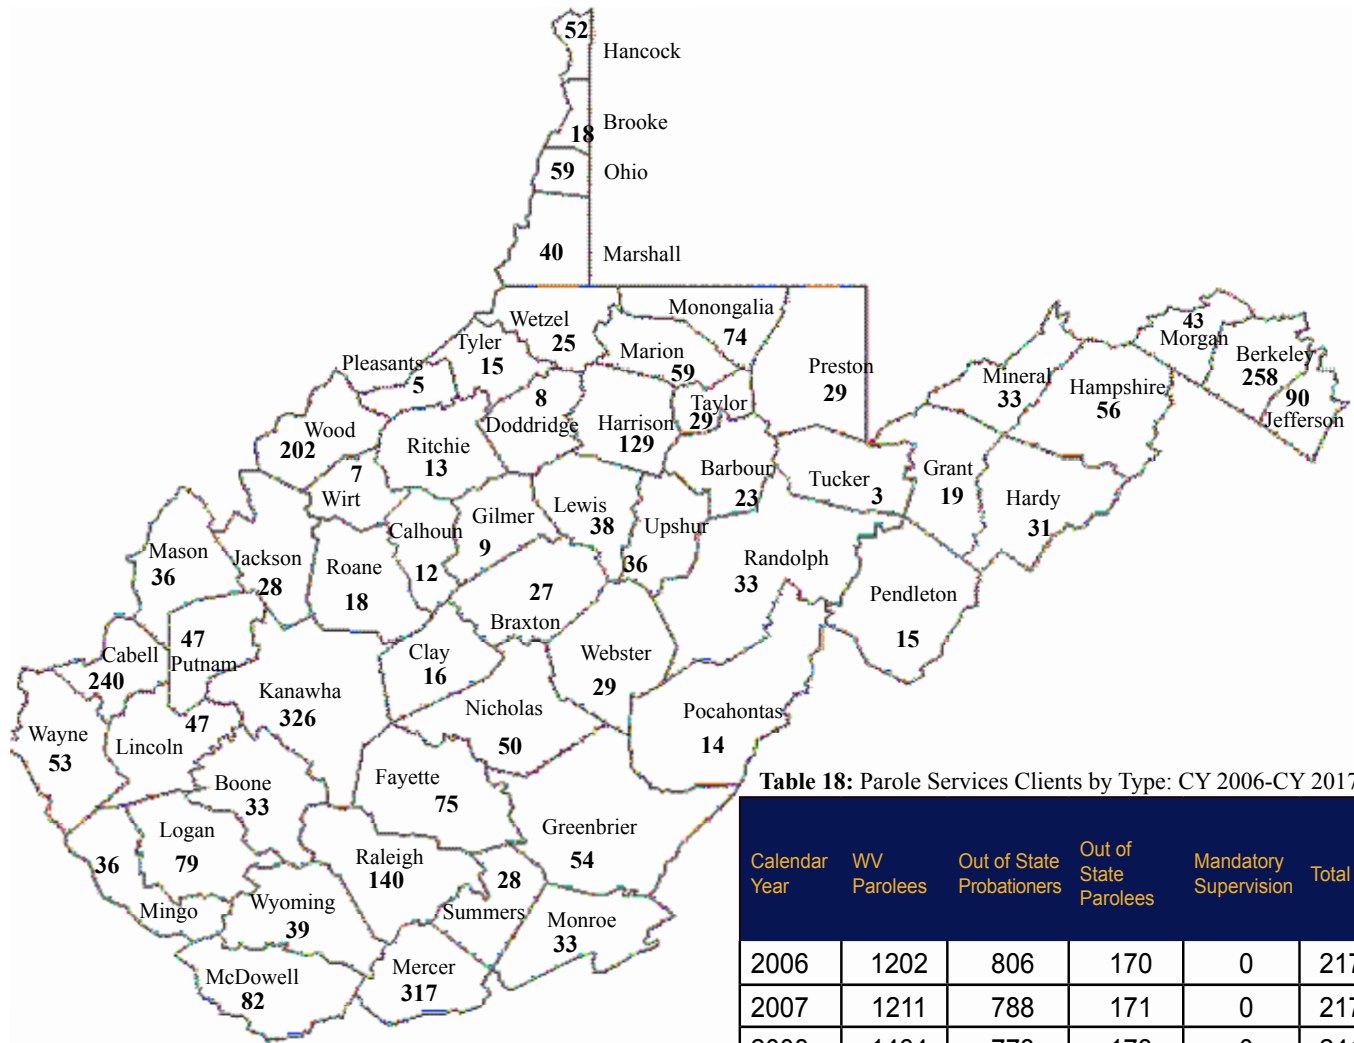 52
Hancock
Brooke
18
59
Ohio
40
Marshall
Monongalia
74
Wetzel
25
Tyler
15
Marion
59
Pleasants
5
Preston
29
43
Morgan
Berkeley
258
90
Jefferson
Mineral
33
Hampshire
56
8
Doddridge
Taylor
29
Harrison
129
Wood
202
Ritchie
13
7
Wirt
Barbour
23
Tucker
3
Grant
19
Hardy
31
Lewis
38
Gilmer
9
Calhoun
12
Upshur
36
Randolph
33
Mason
36
Jackson
28
Roane
18
27
Braxton
Pendleton
15
47
Putnam
Cabell
240
Clay
16
Webster
29
Kanawha
326
Nicholas
50
Pocahontas
14
47
Lincoln
Wayne
53
Boone
33
Fayette
75
Greenbrier
54
Logan
79
36
Mingo
Raleigh
140
28
Summers
Wyoming
39
Monroe
33
McDowell
82
Mercer
317
Table 18: Parole Services Clients by Type: CY 2006-CY 2017
Calendar Year WV Parolees Out of State Probationers Out of State Parolees Mandatory Supervision Total
2006 1202 806 170 0 217
2007 1211 788 171 0 217